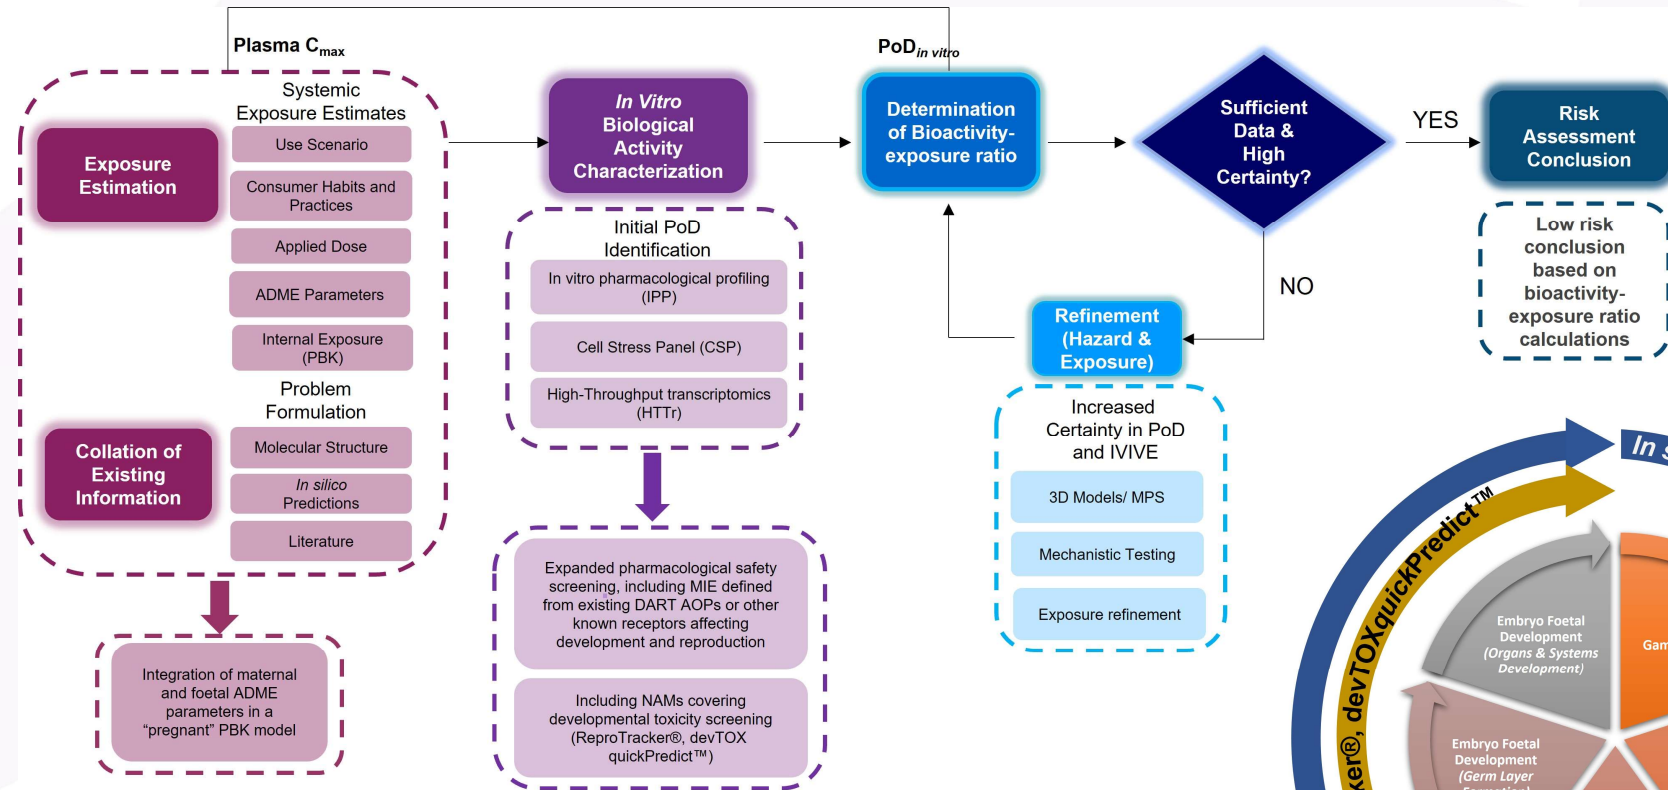 Plasma Cmax
PoDin vitro
Systemic
Exposure Estimates
Exposure
Estimation
Use Scenario
Consumer Habits and
Practices
Applied Dose
ADME Parameters
Internal Exposure
(PBK)
Problem
Formulation
Collation of
Existing
Information
Molecular Structure
In silico
Predictions
Literature
Integration of maternal
and foetal ADME
parameters in a
“pregnant” PBK model
In Vitro
Biological
Activity
Characterization
Initial PoD
Identification
In vitro pharmacological profiling
(IPP)
Cell Stress Panel (CSP)
High-Throughput transcriptomics
(HTTr)
Expanded pharmacological safety
screening, including MIE defined
from existing DART AOPs or other
known receptors affecting
development and reproduction
Including NAMs covering
developmental toxicity screening
(ReproTracker®, devTOX
quickPredict™)
Determination
of Bioactivity-
exposure ratio
Sufficient
Data &
High
Certainty?
YES
NO
Risk
Assessment
Conclusion
Low risk
conclusion
based on
bioactivity-
exposure ratio
calculations
Refinement
(Hazard &
Exposure)
Increased
Certainty in PoD
and IVIVE
3D Models/ MPS
Mechanistic Testing
Exposure refinement
In s
ker®, devTOXquickPredict™
Embryo Foetal
Development
(Organs & Systems
Development)
Gam
Embryo Foetal
Development
(Germ Layer